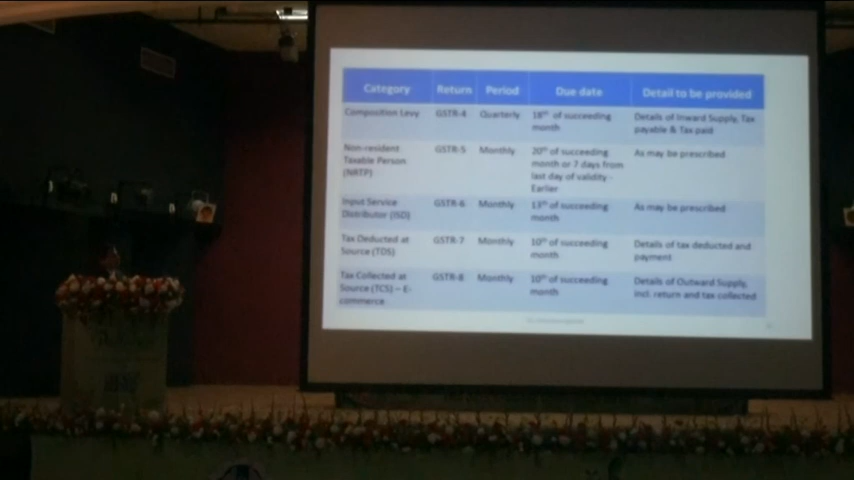 Category Return Period Due date Detail to be provided
Composition Levy GSTR-4 Quarterly 18th of succeeding month Details of Inward Supply, Tax payable & Tax paid
Non-resident Taxable Person (NRTP) GSTR-5 Monthly 20th of succeeding month or 7 days from last day of validity - Earlier As may be prescribed
Input Service Distributor (ISD) GSTR-6 Monthly 13th of succeeding month As may be prescribed
Tax Deducted at Source (TDS) GSTR-7 Monthly 10th of succeeding month Details of tax deducted and payment
Tax Collected at Source (TCS) – E-commerce GSTR-8 Monthly 10th of succeeding month Details of Outward Supply, incl. return and tax collected